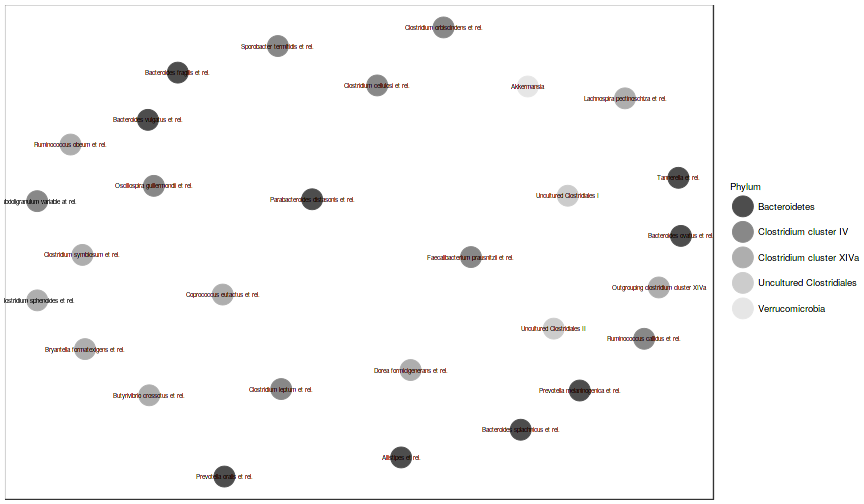 Clostridium orbiscindens et rel.
Sporobacter termitidis et rel.
Bacteroides fragilis et rel.
Clostridium cellulosi et rel.
Akkermansia
Lachnospira pectinoschiza et rel.
Bacteroides vulgatus et rel.
Ruminococcus obeum et rel.
Tannerella et rel.
Phylum
Oscillospira guillermondii et rel.
Uncultured Clostridiales I
Parabacteroides distasonis et rel.
ubdoligranulum variable at rel.
Bacteroidetes
Bacteroides ovatus et rel.
Clostridium cluster IV
Clostridium symbiosum et rel.
Faecalibacterium prausnitzii et rel.
Clostridium cluster XIVa
Uncultured Clostridiales
Outgrouping clostridium cluster XIVa
Coprococcus eutactus et rel.
lostridium sphenoides et rel.
Verrucomicrobia
Uncultured Clostridiales II
Ruminococcus callidus et rel.
Bryantella formatexigens et rel.
Dorea formicigenerans et rel.
Clostridium leptum et rel.
Prevotella melaninogenica et rel.
Butyrivibrio crossotus et rel.
Bacteroides splachnicus et rel.
Allistipes et rel.
Prevotella oralis et rel.